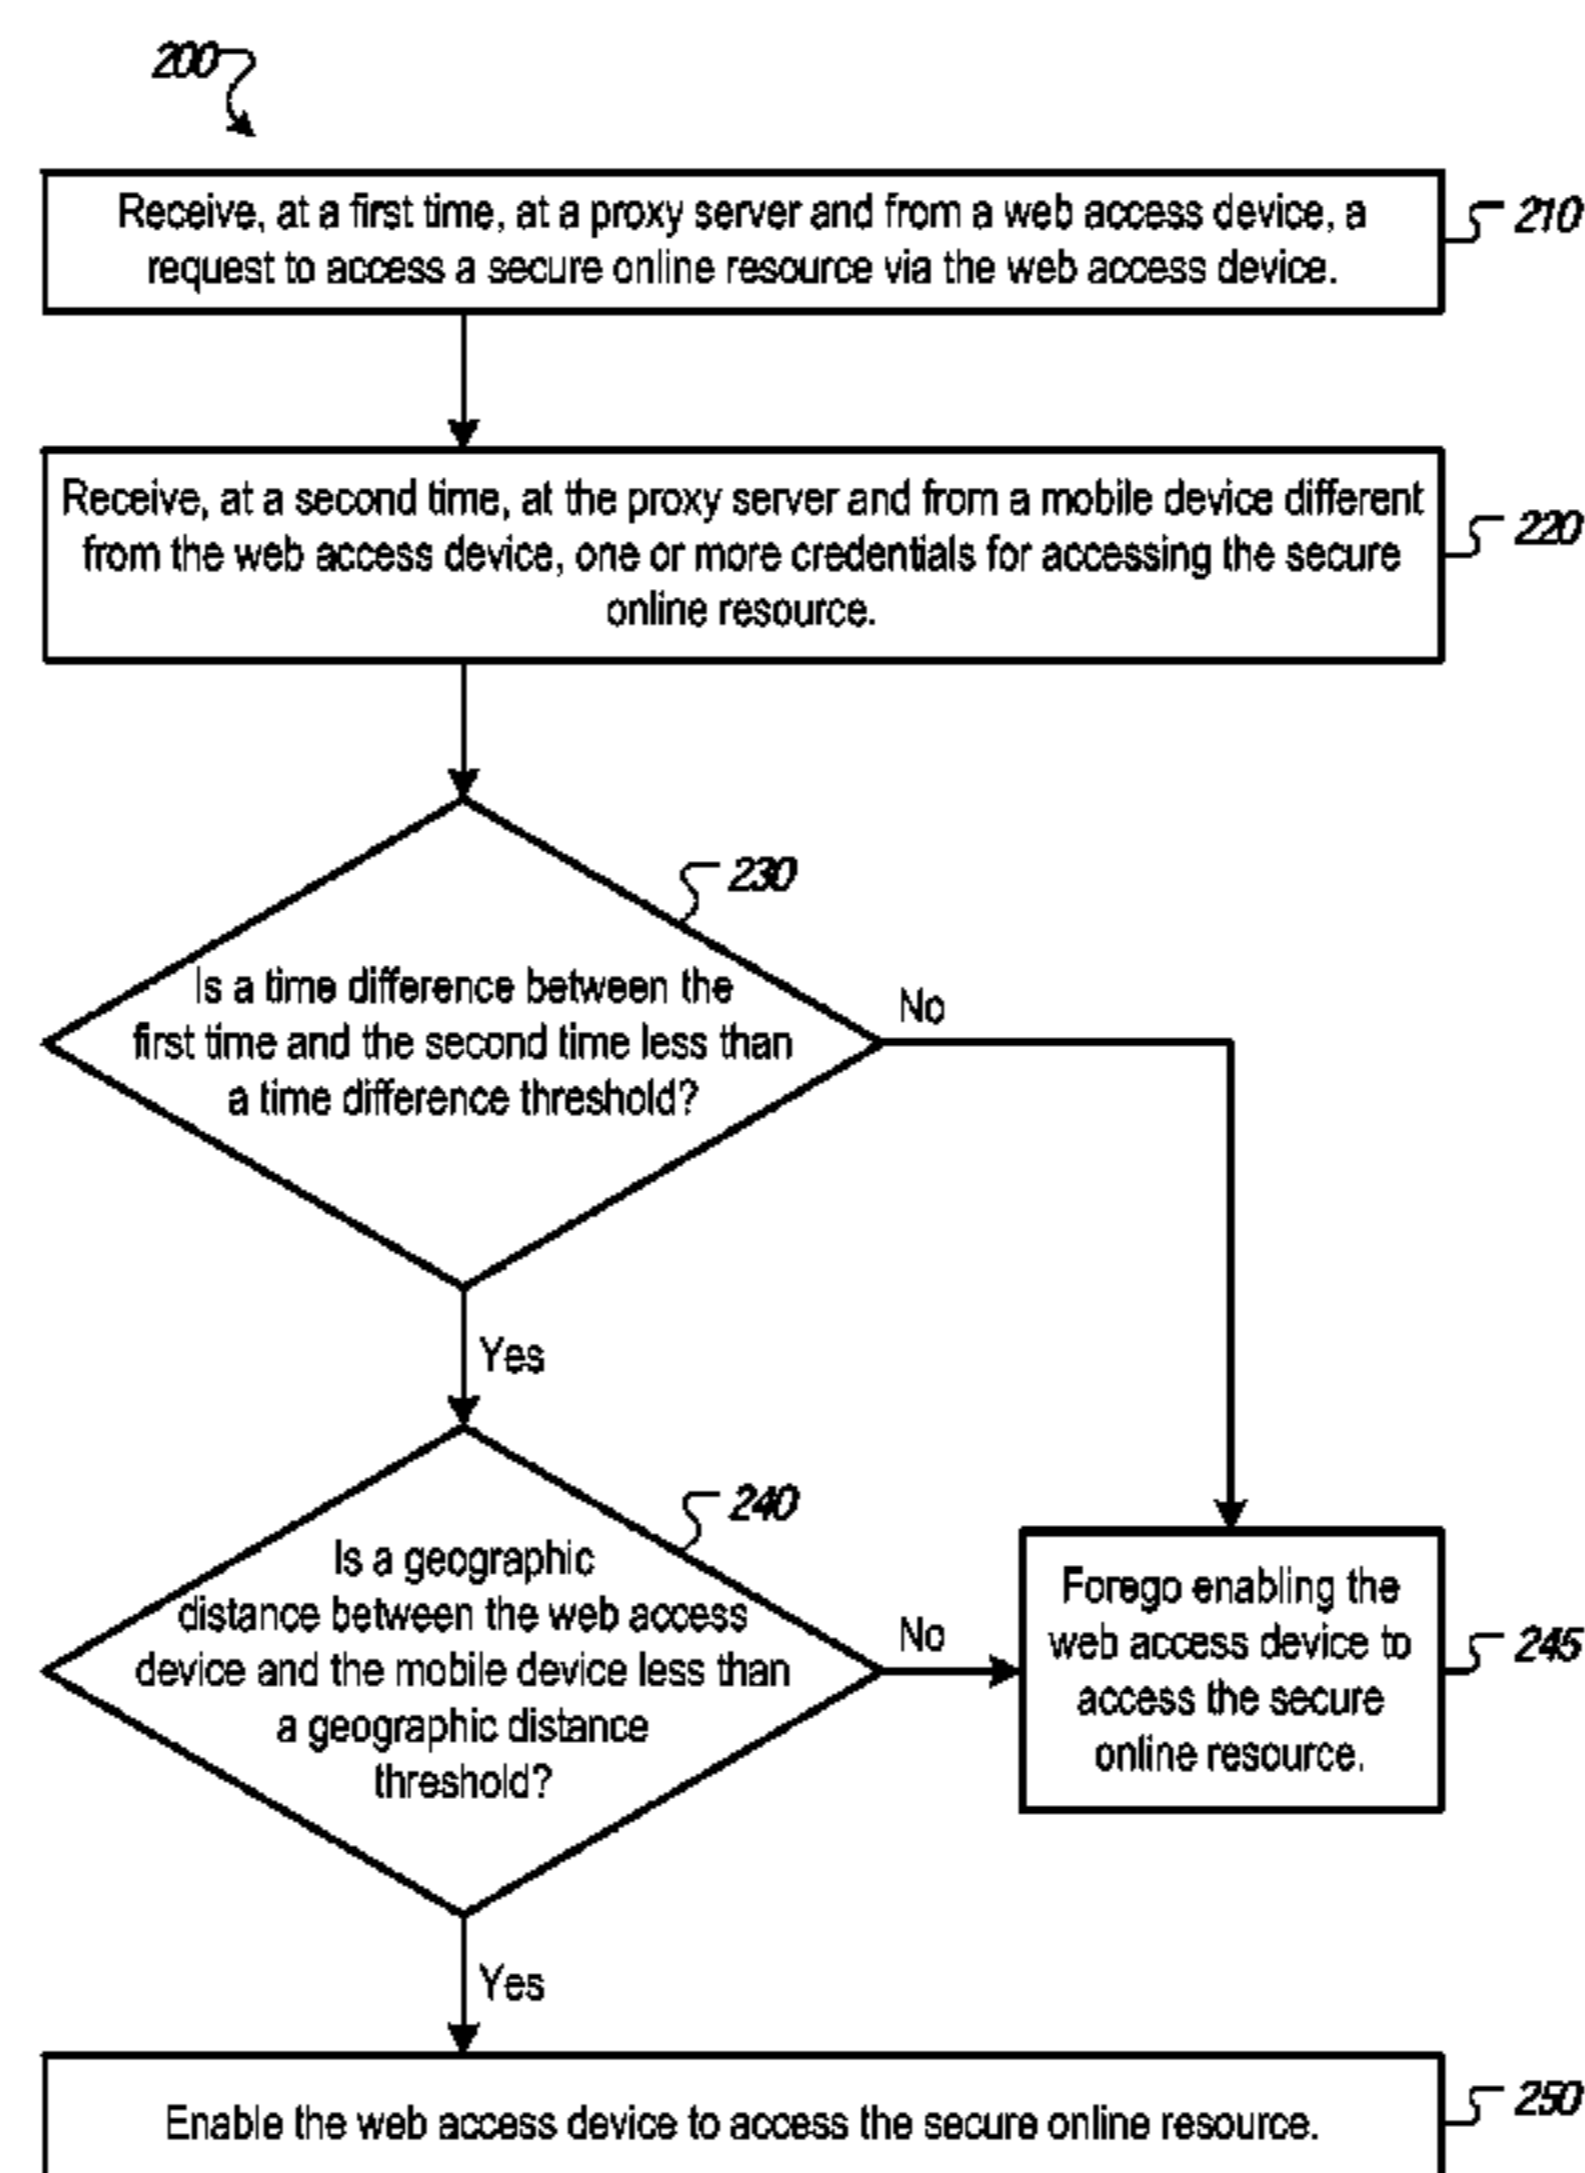 200
Receive, at a first time, at a proxy server and from a web access device, a
request to access a secure online resource via the web access device.
210
Receive, at a second time, at the proxy server and from a mobile device different
from the web access device, one or more credentials for accessing the secure
online resource.
220
230
Is a time difference between the
first time and the second time less than
a time difference threshold?
No
Yes
240
Is a geographic
distance between the web access
device and the mobile device less than
a geographic distance
threshold?
No
Forego enabling the
web access device to
access the secure
online resource.
245
Yes
Enable the web access device to access the secure online resource.
250